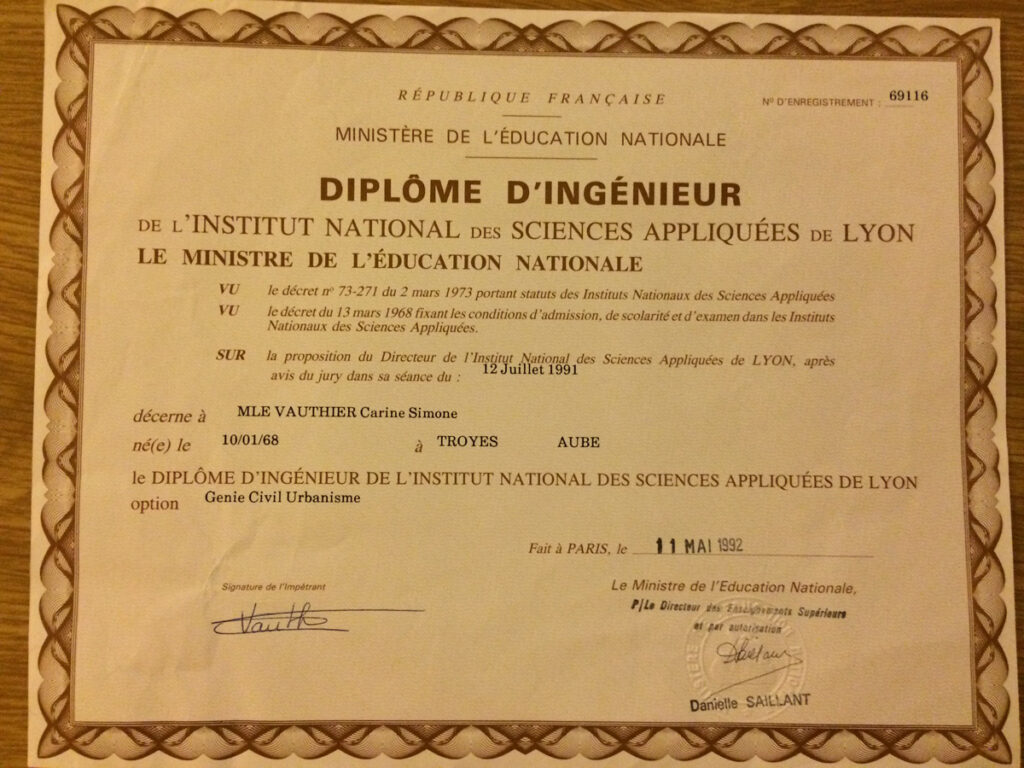 RÉPUBLIQUE FRANÇAISE
Nº D'ENREGISTREMENT : 69116
MINISTÈRE DE L'ÉDUCATION NATIONALE
DIPLÔME D'INGÉNIEUR
DE L'INSTITUT NATIONAL DES SCIENCES APPLIQUÉES DE LYON
LE MINISTRE DE L'ÉDUCATION NATIONALE
VU le décret nº 73-271 du 2 mars 1973 portant statuts des Instituts Nationaux des Sciences Appliquées
VU le décret du 13 mars 1968 fixant les conditions d'admission, de scolarité et d'examen dans les Instituts
Nationaux des Sciences Appliquées.
SUR la proposition du Directeur de l'Institut National des Sciences Appliquées de LYON, après
avis du jury dans sa séance du : 12 Juillet 1991
décerne à MLE VAUTHIER Carine Simone
né(e) le 10/01/68 à TROYES AUBE
le DIPLÔME D'INGÉNIEUR DE L'INSTITUT NATIONAL DES SCIENCES APPLIQUÉES DE LYON
option Genie Civil Urbanisme
Fait à PARIS, le 11 MAI 1992
Signature de l'Impétrant
Le Ministre de l'Education Nationale,
P/Le Directeur des Enseignements Supérieurs
et par autorisation
Danielle SAILLANT